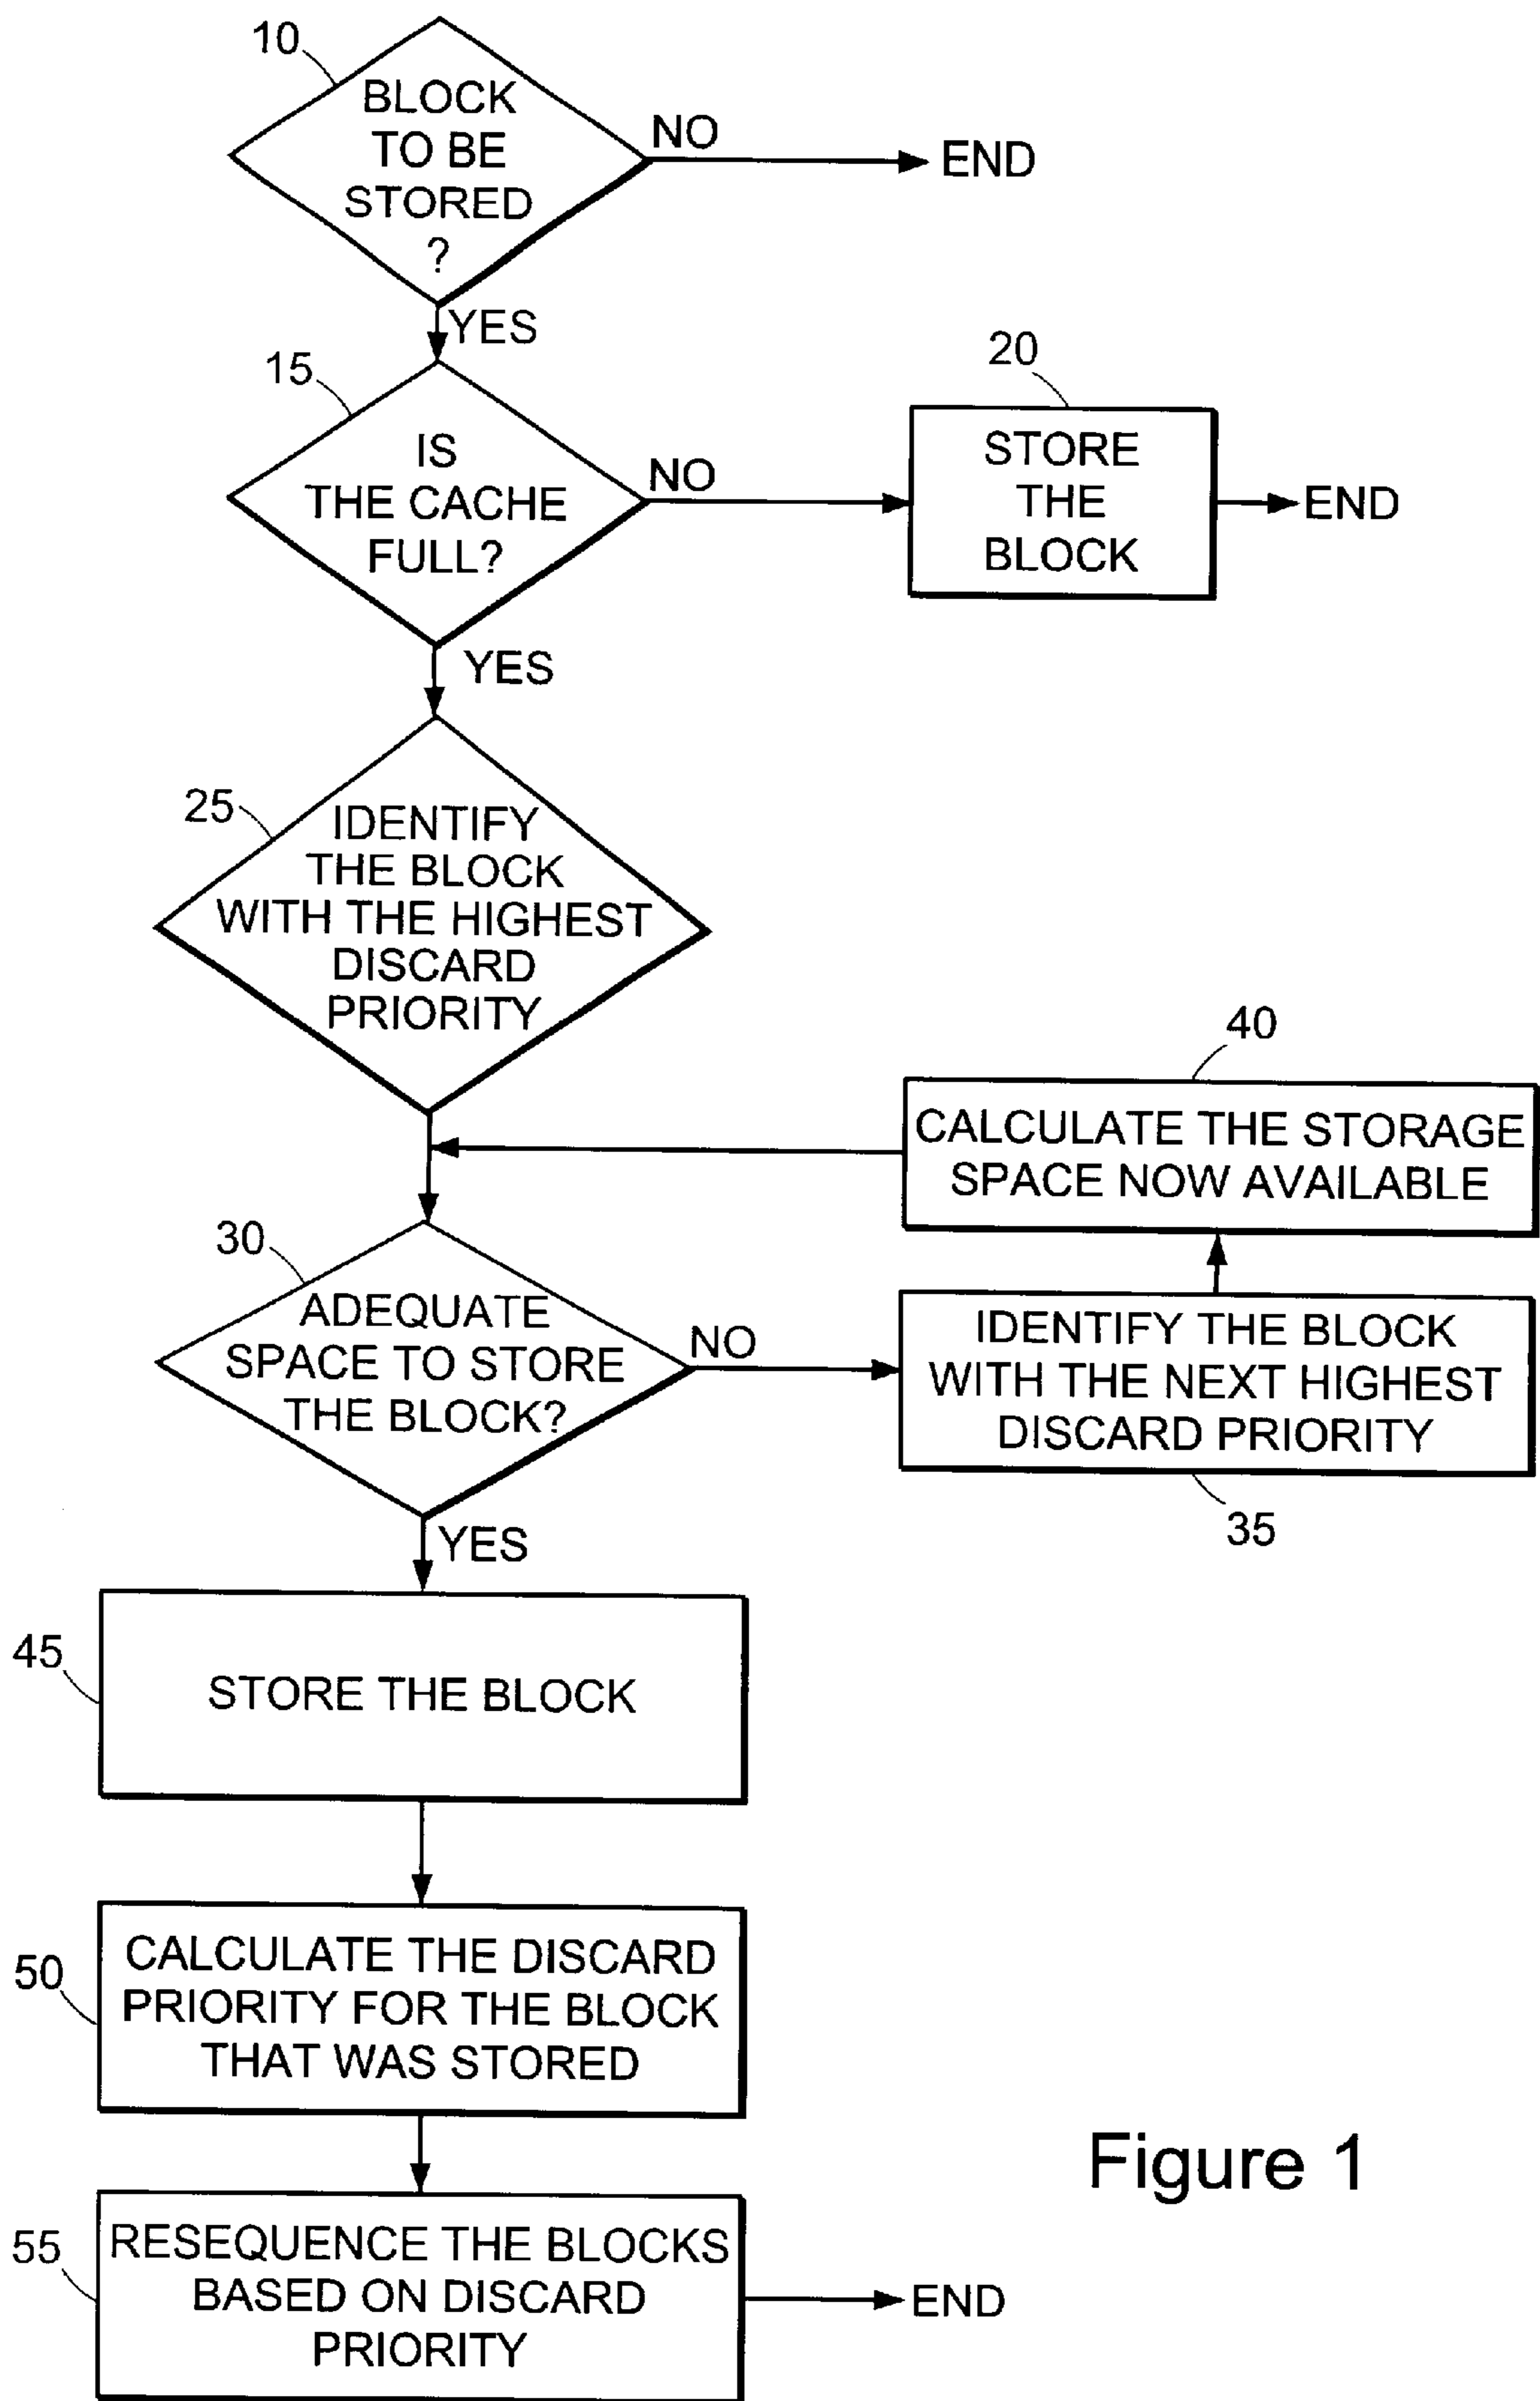 10
BLOCK
TO BE
STORED
?
NO
END
YES
15
IS
THE CACHE
FULL?
NO
20
STORE
THE
BLOCK
END
YES
25
IDENTIFY
THE BLOCK
WITH THE HIGHEST
DISCARD
PRIORITY
40
CALCULATE THE STORAGE
SPACE NOW AVAILABLE
30
ADEQUATE
SPACE TO STORE
THE BLOCK?
NO
IDENTIFY THE BLOCK
WITH THE NEXT HIGHEST
DISCARD PRIORITY
35
YES
45
STORE THE BLOCK
50
CALCULATE THE DISCARD
PRIORITY FOR THE BLOCK
THAT WAS STORED
Figure 1
55
RESEQUENCE THE BLOCKS
BASED ON DISCARD
PRIORITY
END